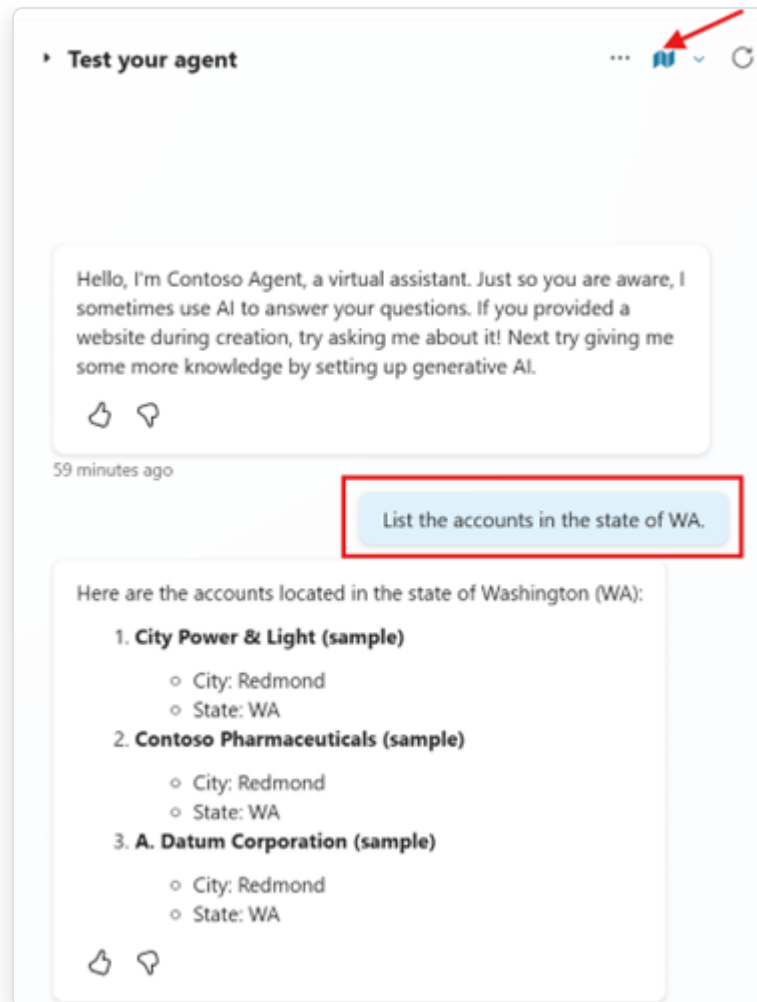 Test your agent
Hello, I'm Contoso Agent, a virtual assistant. Just so you are aware, I
sometimes use AI to answer your questions. If you provided a
website during creation, try asking me about it! Next try giving me
some more knowledge by setting up generative AI.
59 minutes ago
List the accounts in the state of WA.
Here are the accounts located in the state of Washington (WA):
1. City Power & Light (sample)
○ City: Redmond
○ State: WA
2. Contoso Pharmaceuticals (sample)
○ City: Redmond
○ State: WA
3. A. Datum Corporation (sample)
○ City: Redmond
○ State: WA